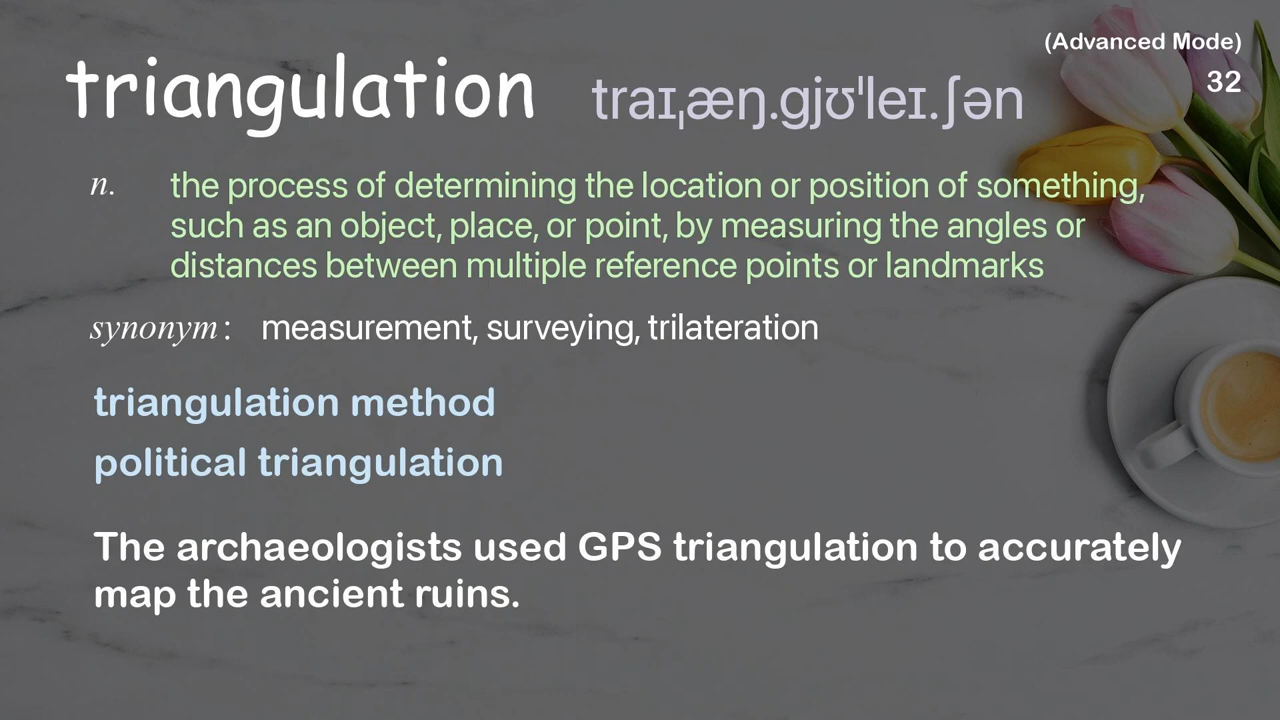 (Advanced Mode)
triangulation traɪˌæŋ.gjʊˈleɪ.ʃən
32
n. the process of determining the location or position of something,
such as an object, place, or point, by measuring the angles or
distances between multiple reference points or landmarks
synonym: measurement, surveying, trilateration
triangulation method
political triangulation
The archaeologists used GPS triangulation to accurately
map the ancient ruins.